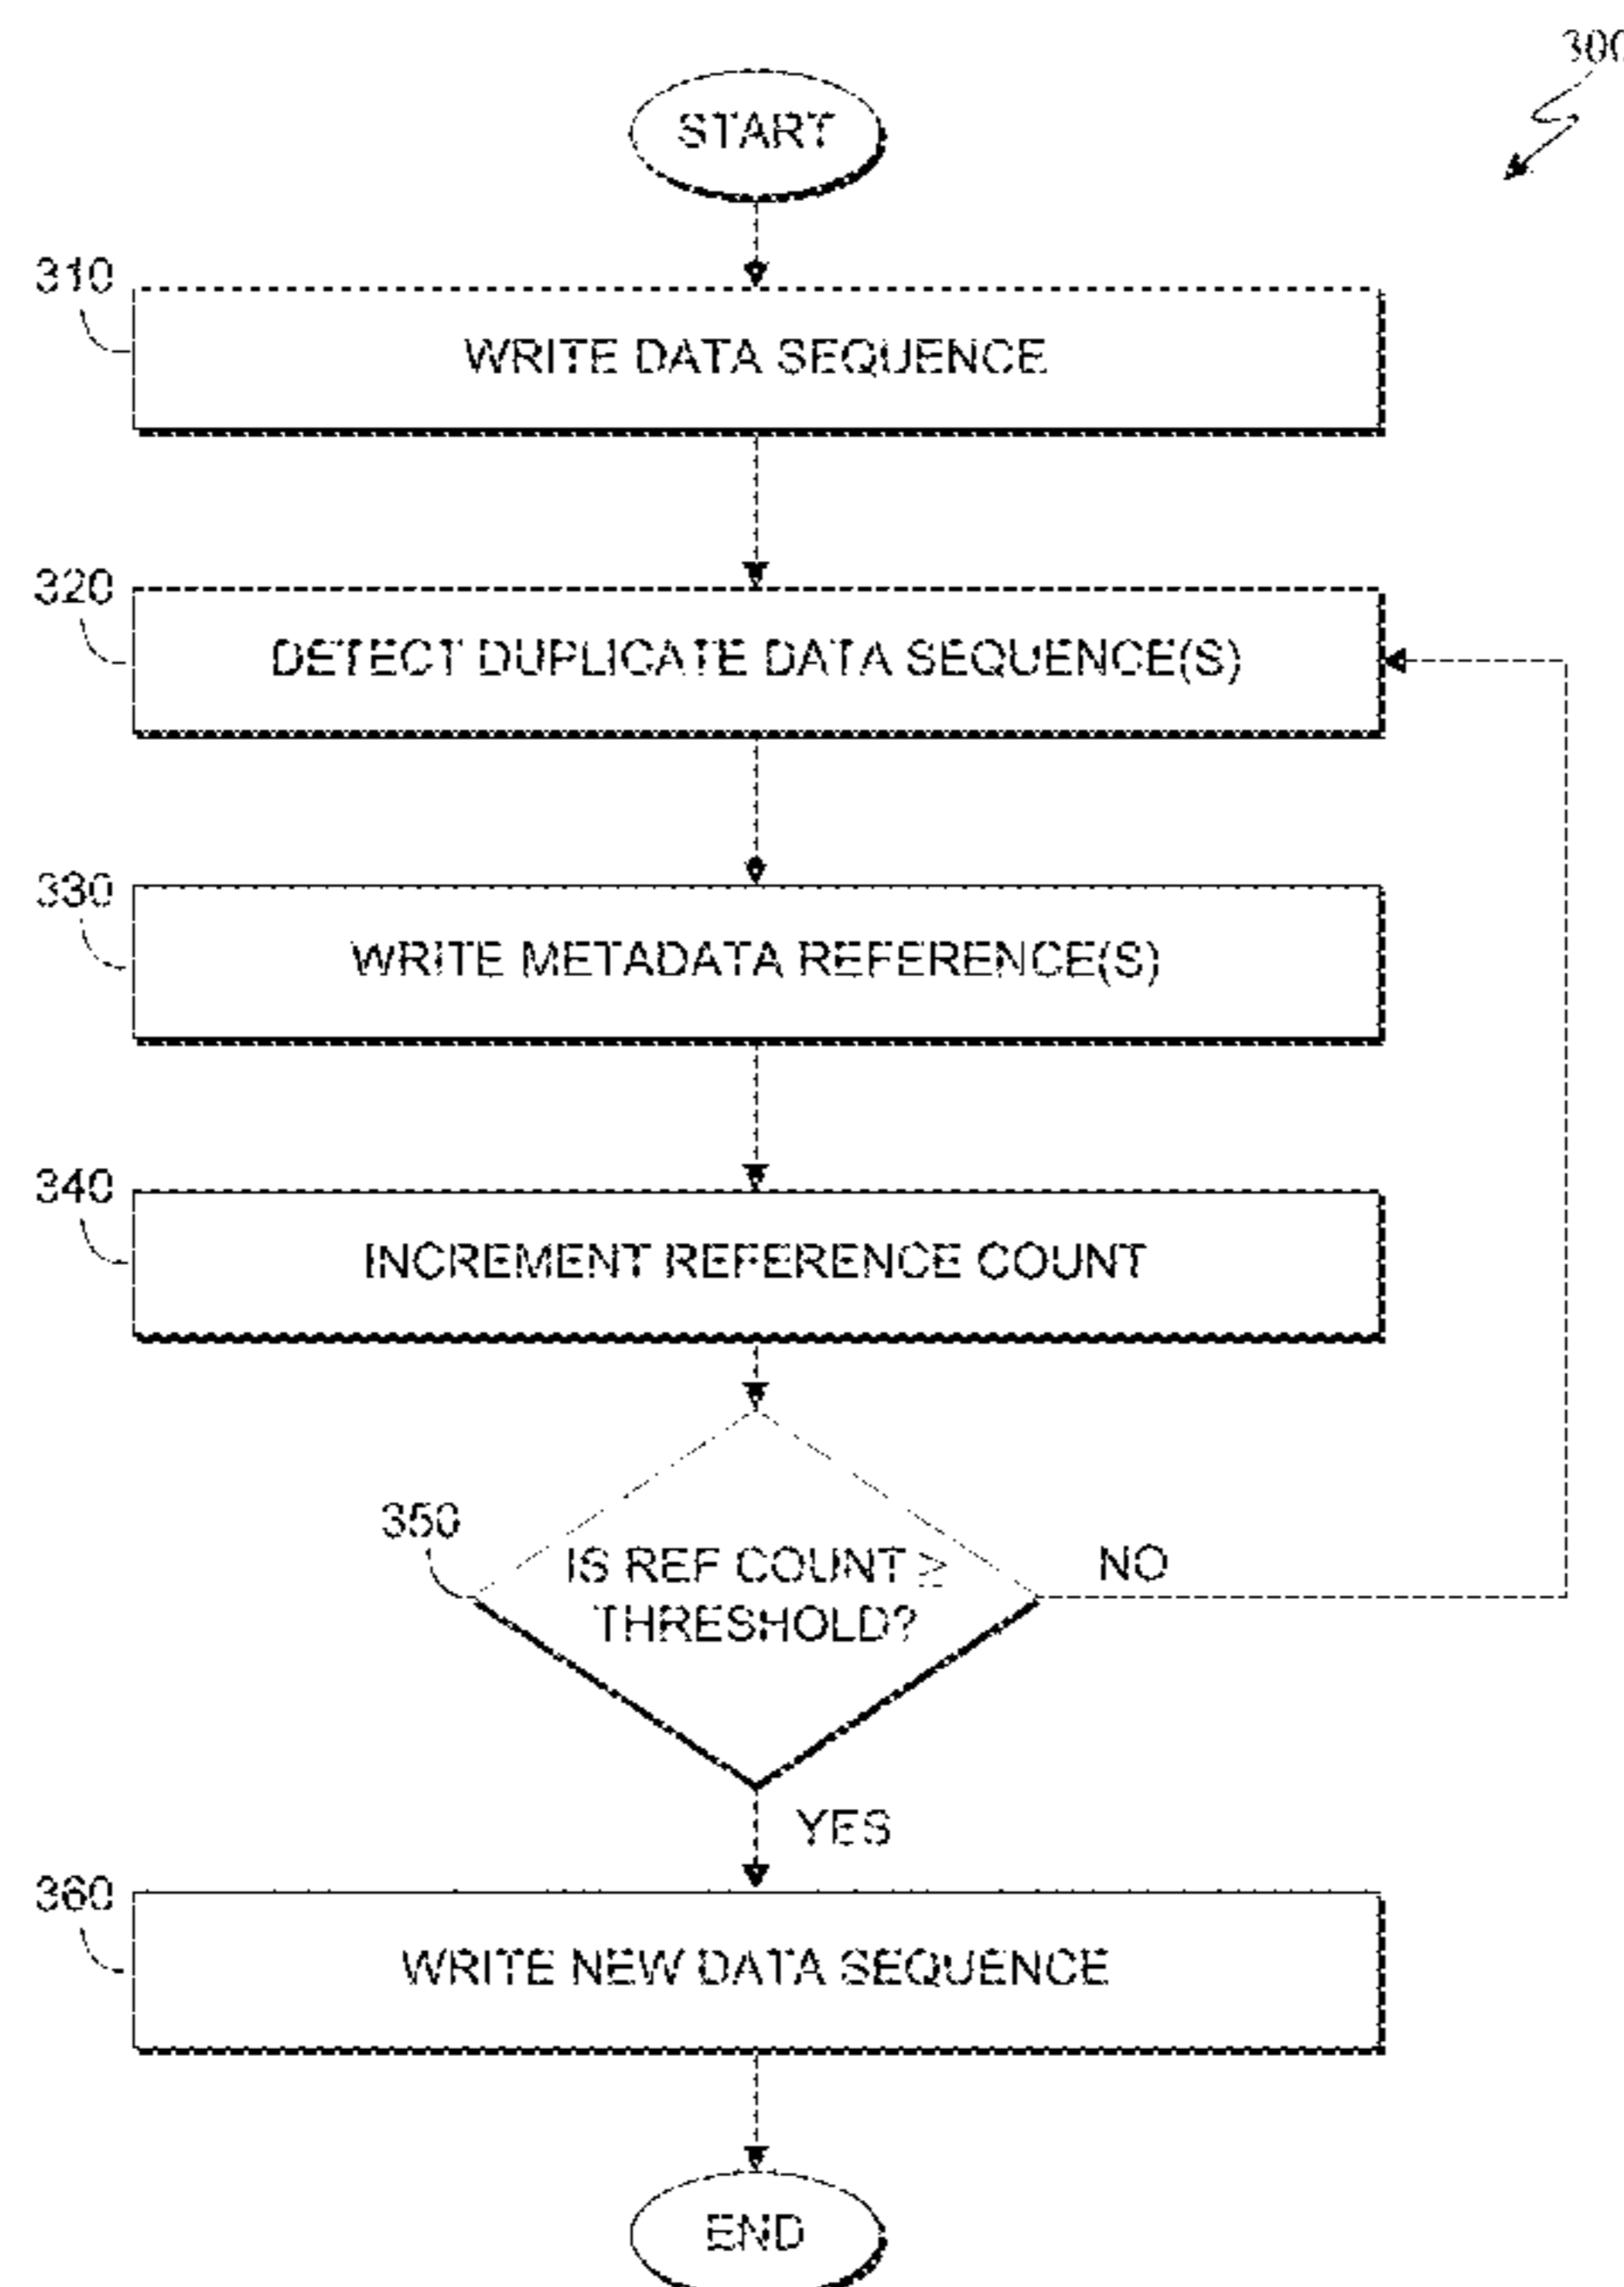 300
START
310
WRITE DATA SEQUENCE
320
DETECT DUPLICATE DATA SEQUENCE(S)
330
WRITE METADATA REFERENCE(S)
340
INCREMENT REFERENCE COUNT
350
IS REF COUNT ≥
THRESHOLD?
NO
YES
360
WRITE NEW DATA SEQUENCE
END